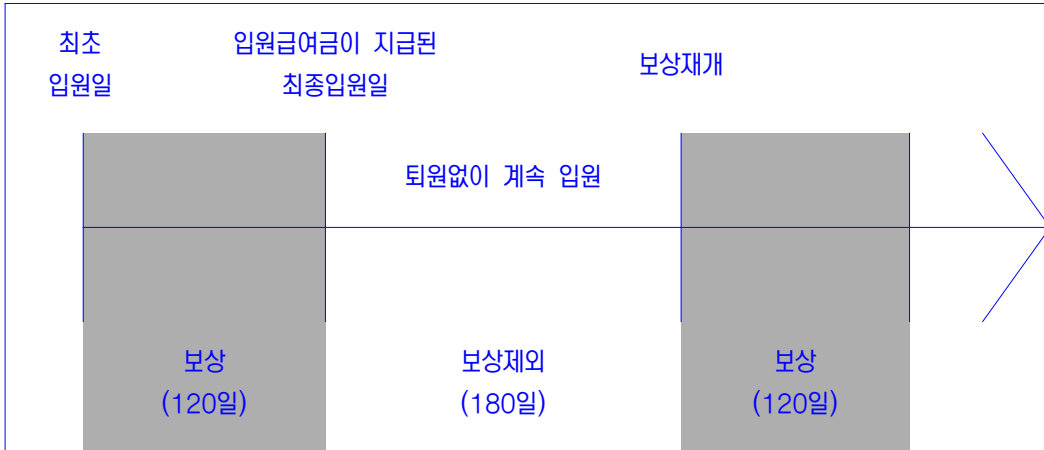 최초
입원일
입원급여금이 지급된
최종입원일
보상재개
퇴원없이 계속 입원
보상
(120일)
보상제외
(180일)
보상
(120일)